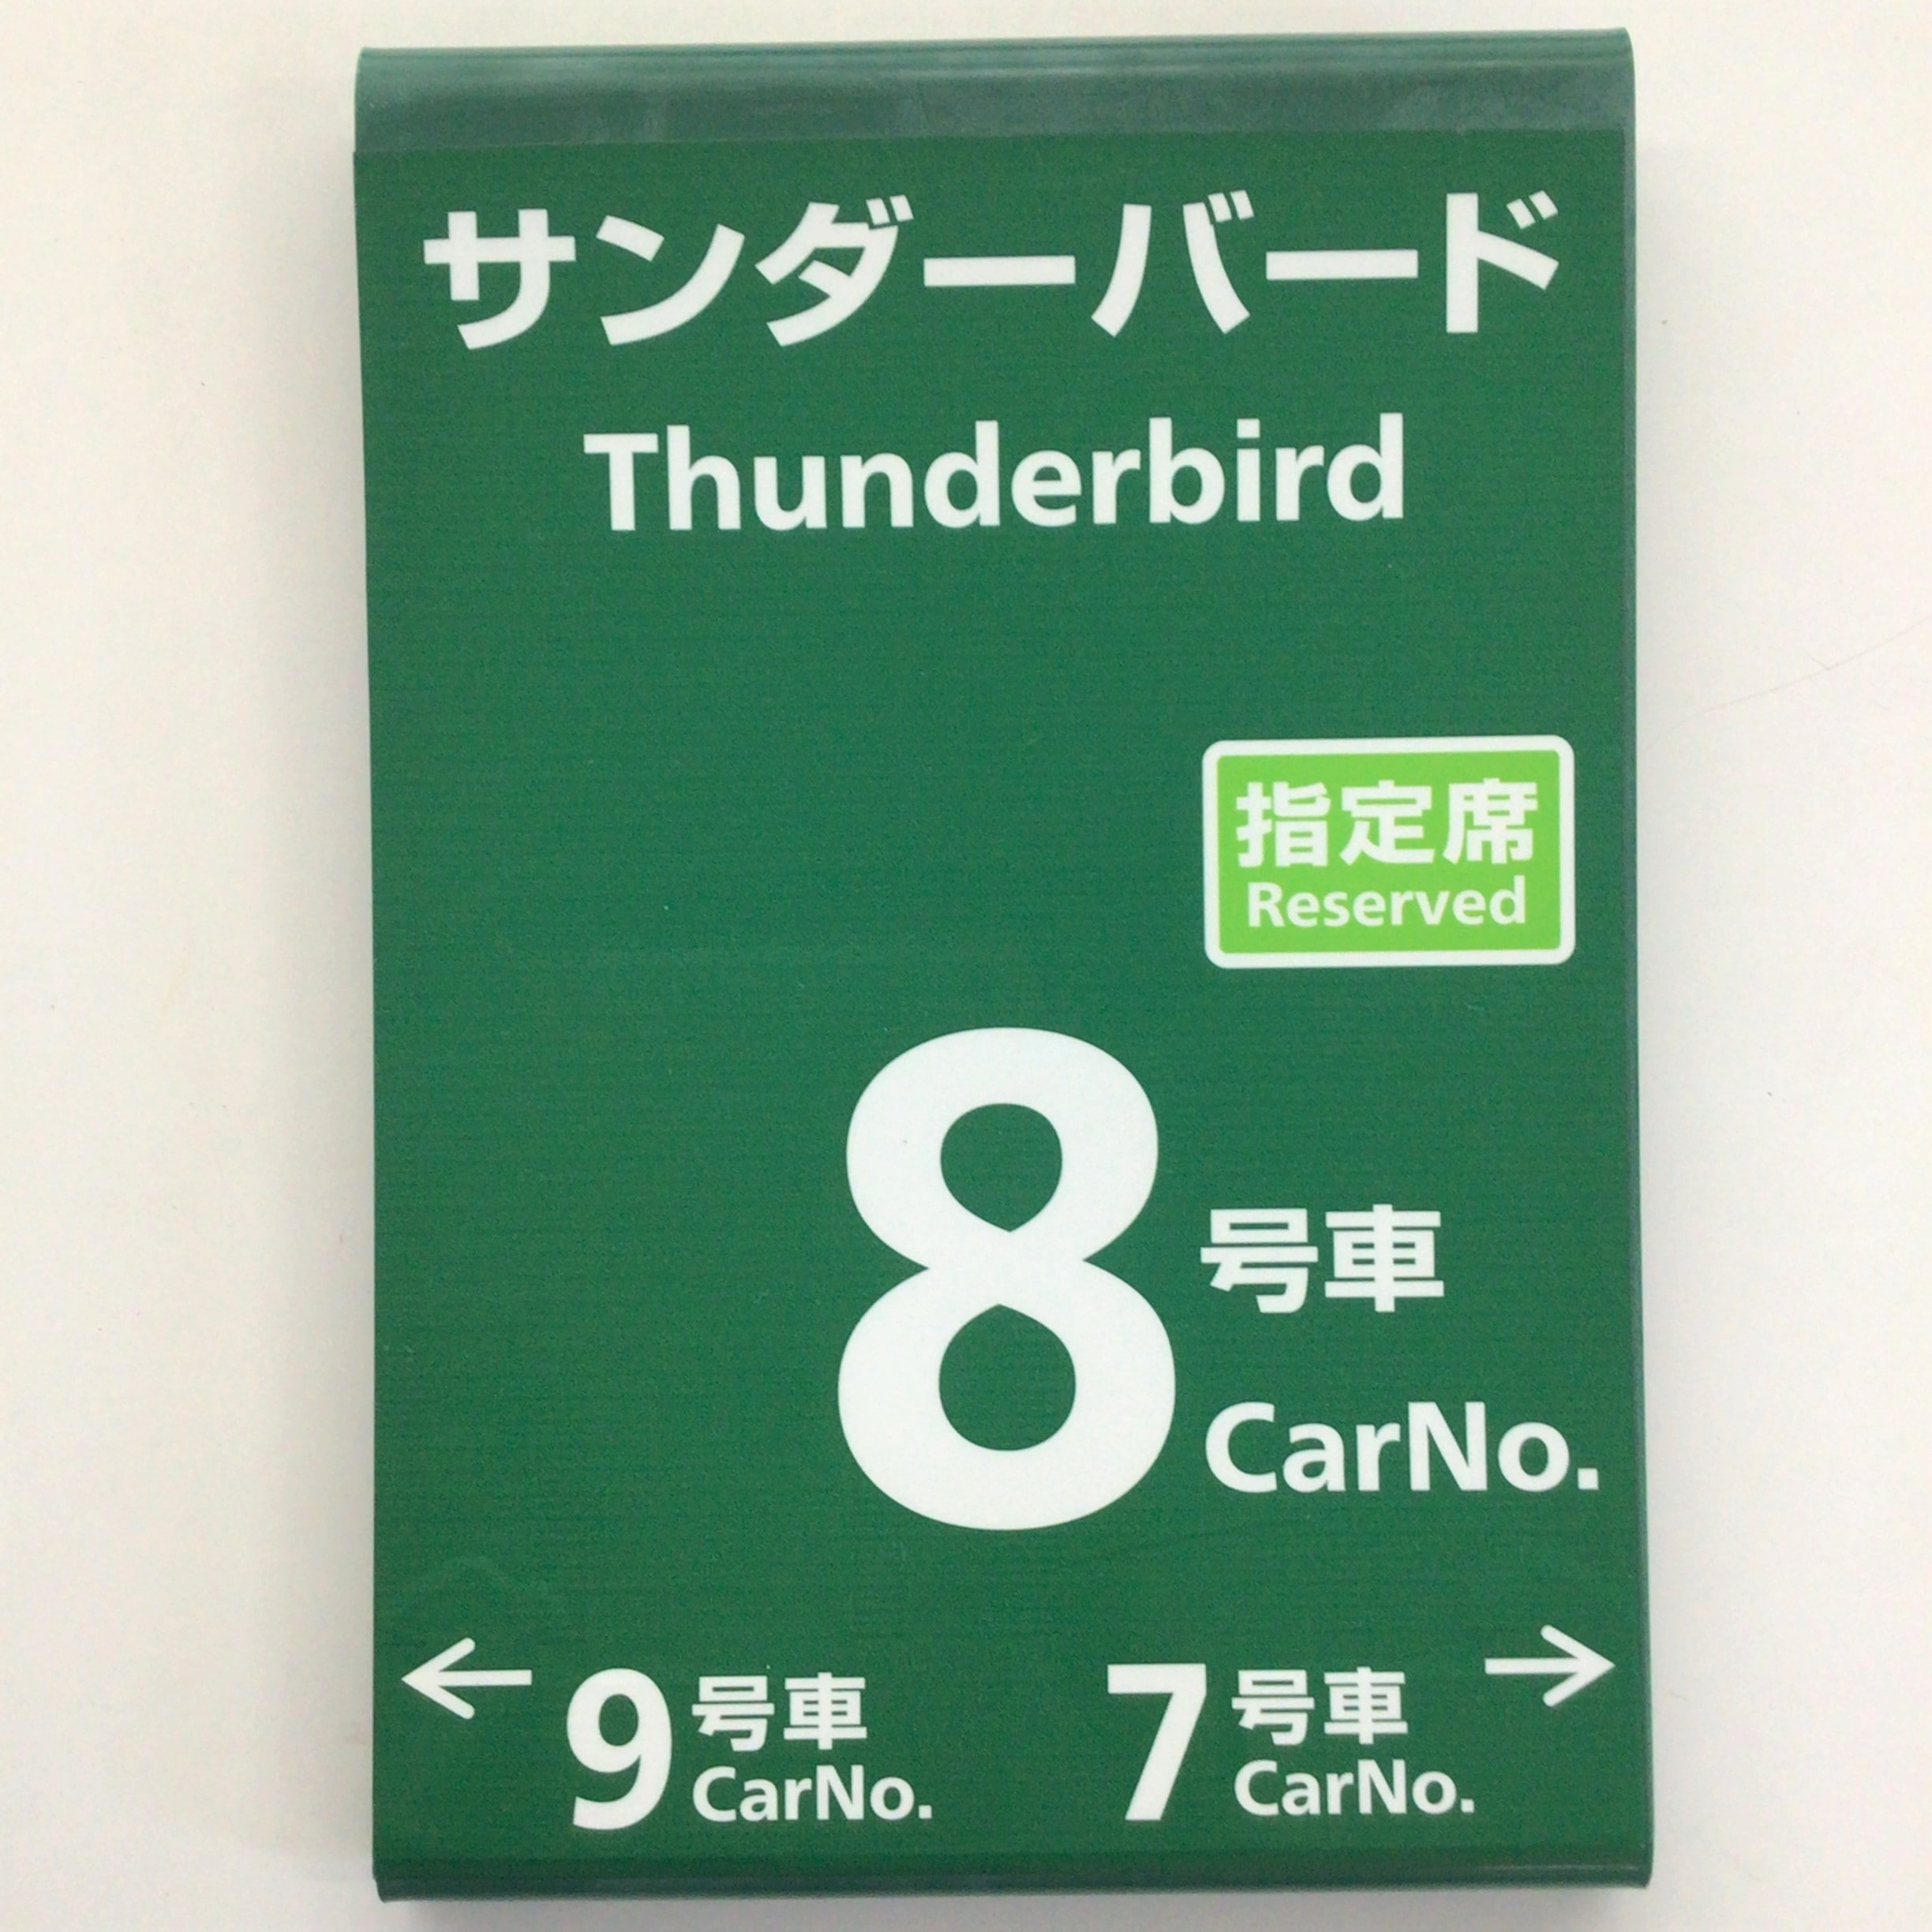 サンダーバード
Thunderbird
指定席
Reserved
8号車
CarNo.
← 9号車
CarNo.
7号車 →
CarNo.